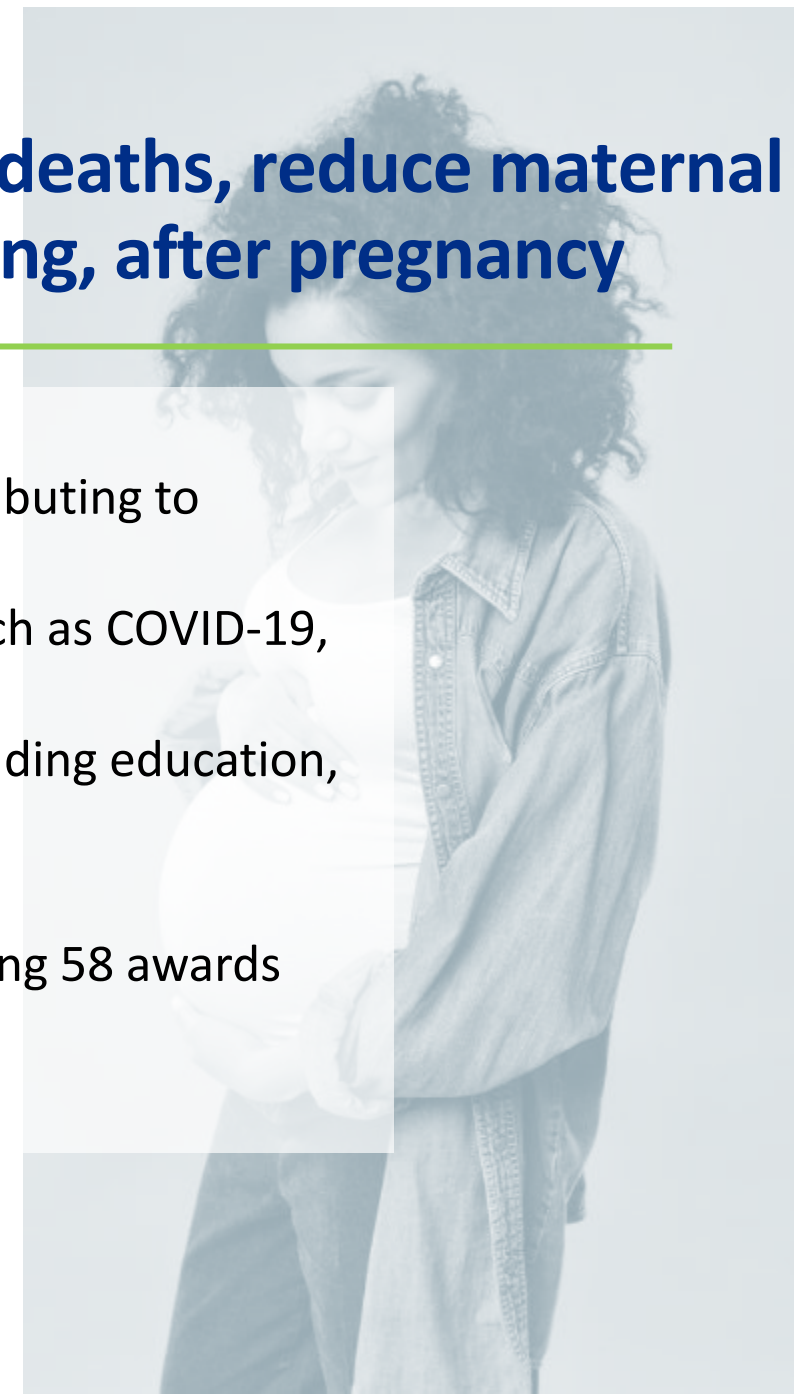 deaths, reduce maternal
ng, after pregnancy
buting to
ch as COVID-19,
ding education,
ng 58 awards